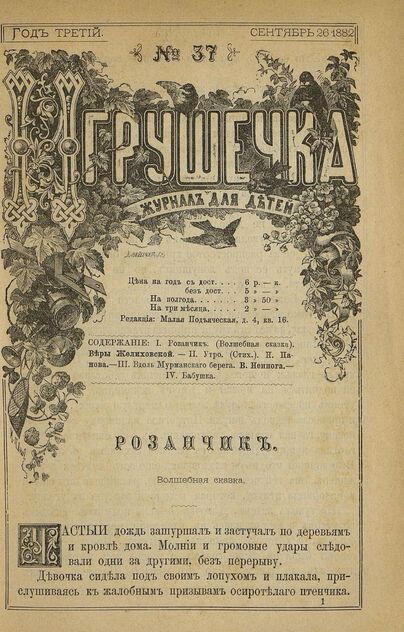 Годъ третій. СЕНТЯБРЬ 26 1882
№ 37
ИГРУШЕЧКА
ЖУРНАЛЪ ДЛЯ ДѢТЕЙ
Цѣна на годъ съ дост. . . . 6 р. — к.
безъ дост. . . . 5 » — »
На полгода. . . . . . . 3 » 50 »
На три мѣсяца. . . . . 2 » — »
Редакція: Малая Подъяческая, д. 4, кв. 16.
СОДЕРЖАНІЕ: I. Розанчикъ. (Волшебная сказка).
Вѣры Желиховской. — II. Утро. (Стих.). И. Па-
нова.—III. Вдоль Мурманскаго берега. В. Неннога.—
IV. Бабушка.
РОЗАНЧИКЪ.
Волшебная сказка.
ЧАСТЫЙ дождь зашуршалъ и застучалъ по деревьямъ
и кровлѣ дома. Молніи и громовые удары слѣдо-
вали одни за другими, безъ перерыву.
Дѣвочка сидѣла подъ своимъ лопухомъ и плакала, при-
слушиваясь къ жалобнымъ призывамъ осиротѣлаго птенчика.
1